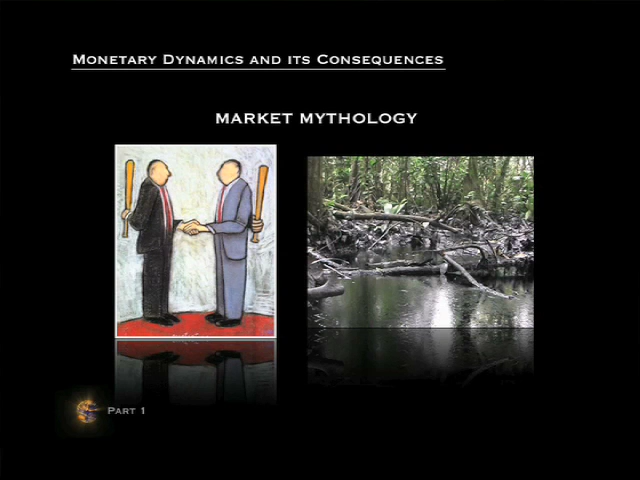 Monetary Dynamics and its Consequences
MARKET MYTHOLOGY
Part 1